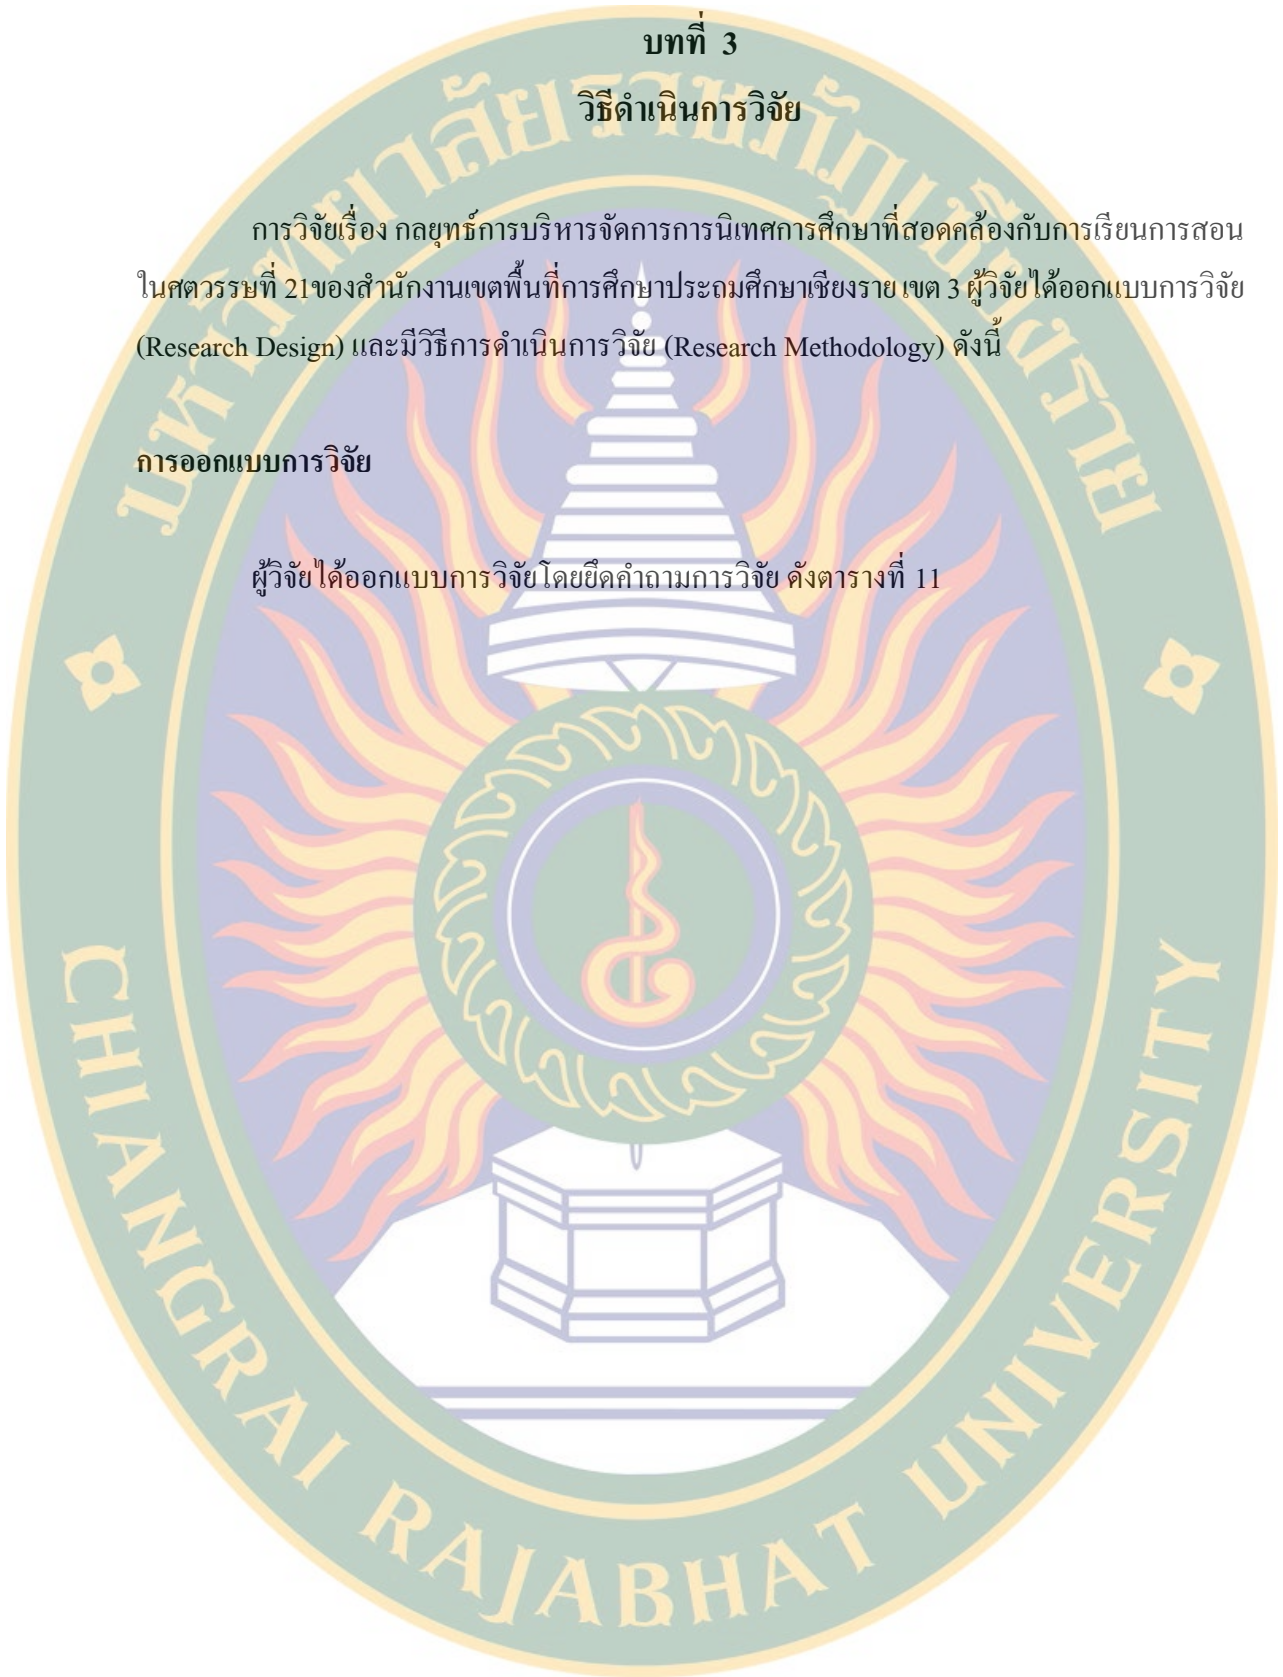 บทที่ 3
วิธีดำเนินการวิจัย
การวิจัยเรื่อง กลยุทธ์การบริหารจัดการการนิเทศการศึกษาที่สอดคล้องกับการเรียนการสอน
ในศตวรรษที่ 21ของสำนักงานเขตพื้นที่การศึกษาประถมศึกษาเชียงราย เขต 3 ผู้วิจัยได้ออกแบบการวิจัย
(Research Design) และมีวิธีการดำเนินการวิจัย (Research Methodology) ดังนี้
การออกแบบการวิจัย
ผู้วิจัยได้ออกแบบการวิจัยโดยยึดคำถามการวิจัย ดังตารางที่ 11
มหาวิทยาลัยราชภัฏเชียงราย
CHIANGRAI RAJABHAT UNIVERSITY